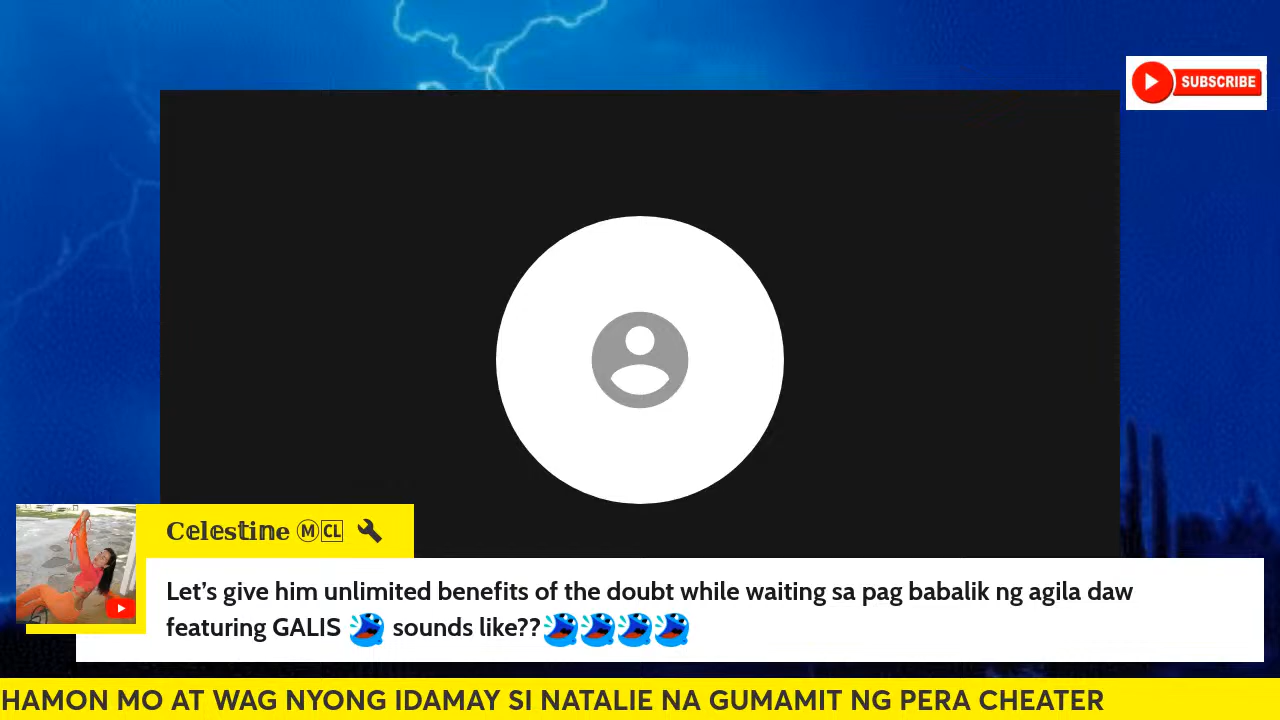 SUBSCRIBE
Celestine Ⓜ🄲🄻
Let’s give him unlimited benefits of the doubt while waiting sa pag babalik ng agila daw
featuring GALIS sounds like??
HAMON MO AT WAG NYONG IDAMAY SI NATALIE NA GUMAMIT NG PERA CHEATER